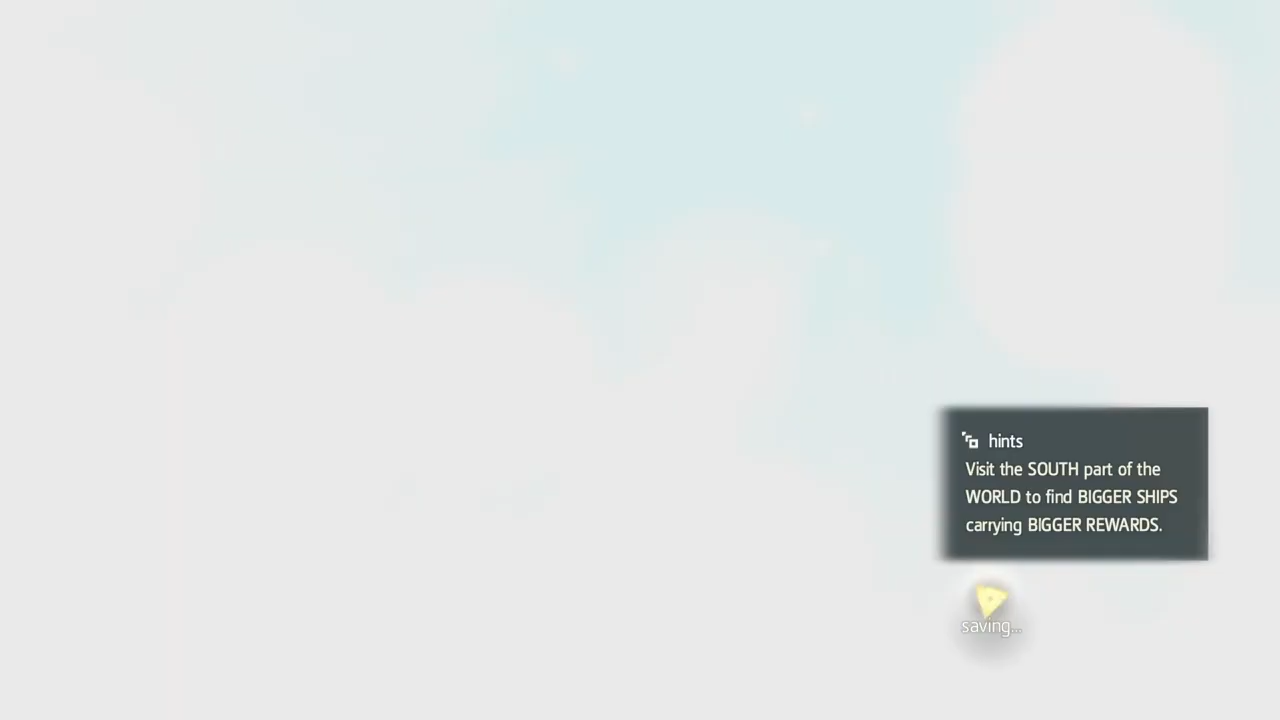 hints
Visit the SOUTH part of the
WORLD to find BIGGER SHIPS
carrying BIGGER REWARDS.
saving...